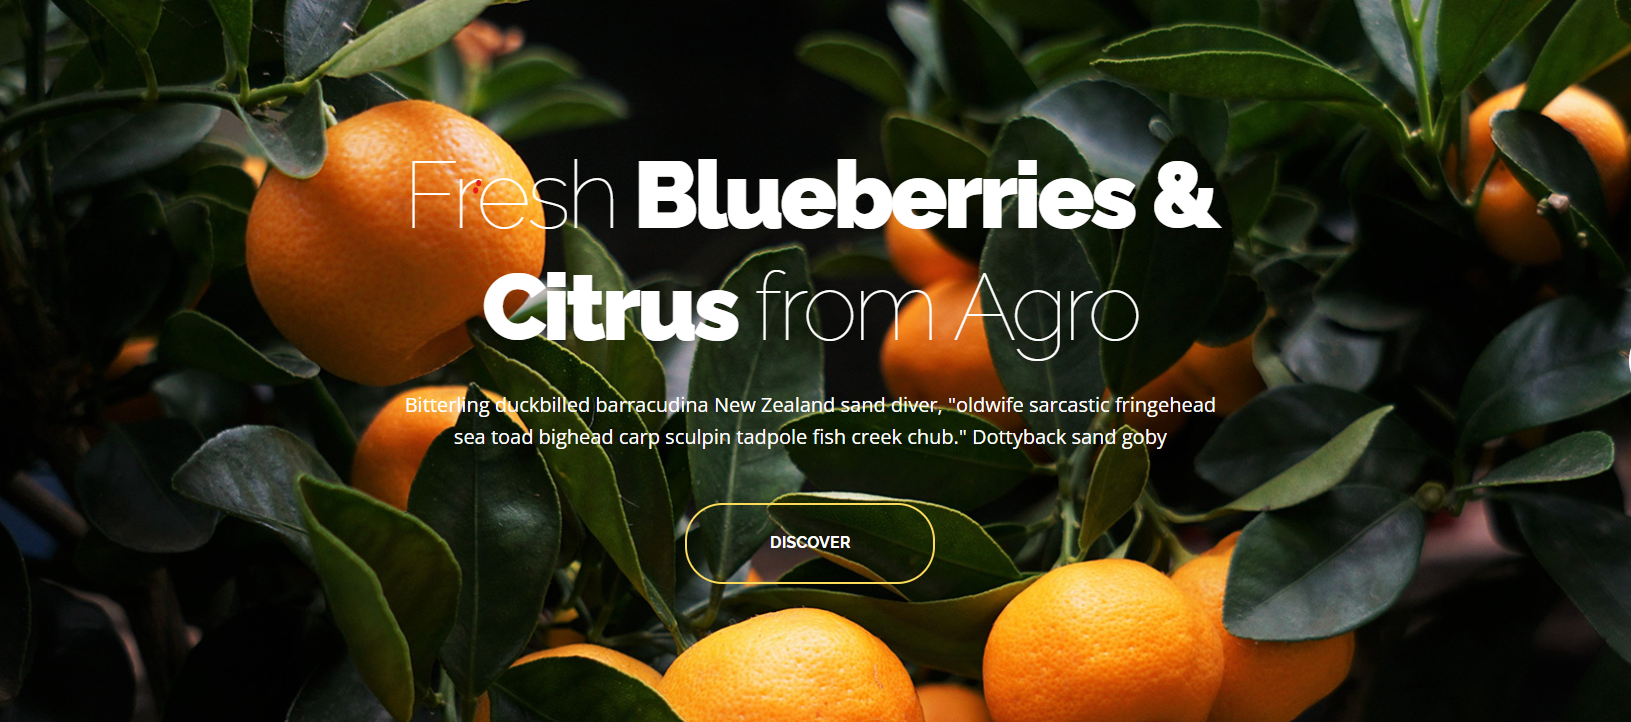 Fresh Blueberries &
Citrus from Agro
Bitterling duckbilled barracudina New Zealand sand diver, "oldwife sarcastic fringehead
sea toad bighead carp sculpin tadpole fish creek chub." Dottyback sand goby
DISCOVER